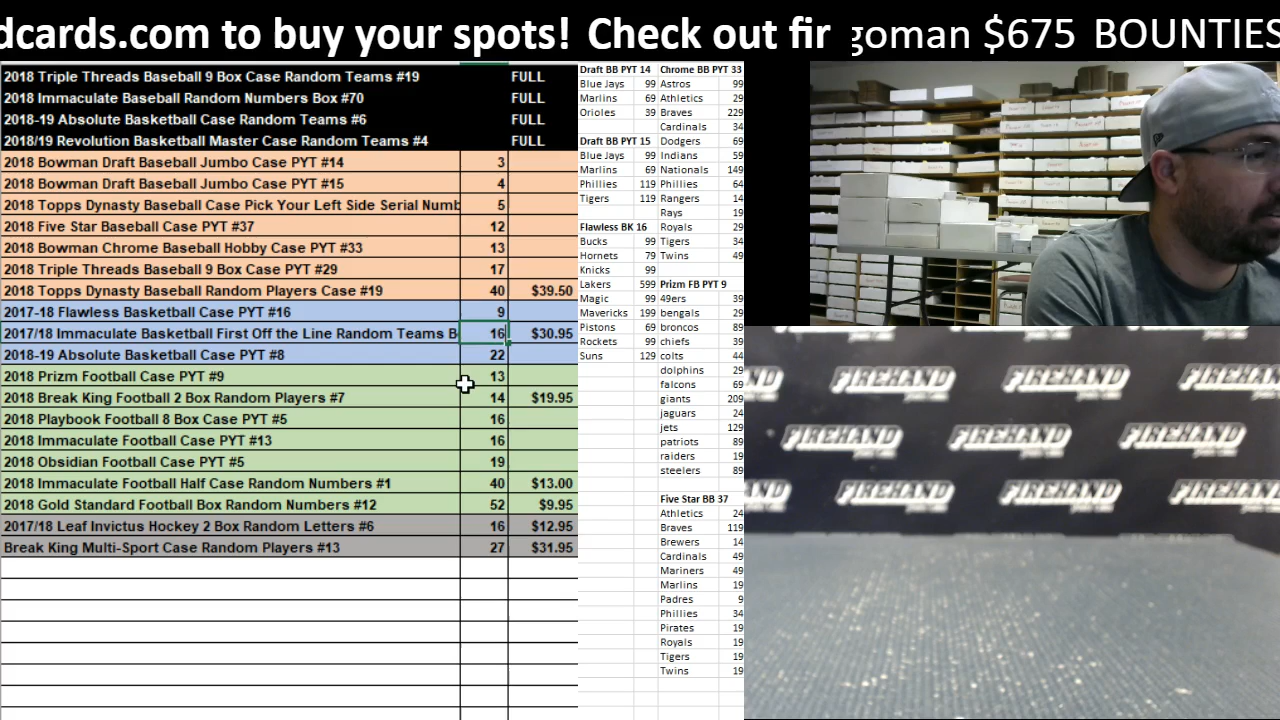 dcards.com to buy your spots! Check out fir
goman $675 BOUNTIES
2018 Triple Threads Baseball 9 Box Case Random Teams #19 FULL
2018 Immaculate Baseball Random Numbers Box #70 FULL
2018-19 Absolute Basketball Case Random Teams #6 FULL
2018/19 Revolution Basketball Master Case Random Teams #4 FULL
2018 Bowman Draft Baseball Jumbo Case PYT #14 3
2018 Bowman Draft Baseball Jumbo Case PYT #15 4
2018 Topps Dynasty Baseball Case Pick Your Left Side Serial Numb 5
2018 Five Star Baseball Case PYT #37 12
2018 Bowman Chrome Baseball Hobby Case PYT #33 13
2018 Triple Threads Baseball 9 Box Case PYT #29 17
2018 Topps Dynasty Baseball Random Players Case #19 40 $39.50
2017-18 Flawless Basketball Case PYT #16 9
2017/18 Immaculate Basketball First Off the Line Random Teams B 16 $30.95
2018-19 Absolute Basketball Case PYT #8 22
2018 Prizm Football Case PYT #9 13
2018 Break King Football 2 Box Random Players #7 14 $19.95
2018 Playbook Football 8 Box Case PYT #5 16
2018 Immaculate Football Case PYT #13 16
2018 Obsidian Football Case PYT #5 19
2018 Immaculate Football Half Case Random Numbers #1 40 $13.00
2018 Gold Standard Football Box Random Numbers #12 52 $9.95
2017/18 Leaf Invictus Hockey 2 Box Random Letters #6 16 $12.95
Break King Multi-Sport Case Random Players #13 27 $31.95
Draft BB PYT 14
Blue Jays 99
Marlins 69
Orioles 39
Draft BB PYT 15
Blue Jays 99
Marlins 69
Phillies 119
Tigers 119
Flawless BK 16
Bucks 99
Hornets 79
Knicks 99
Lakers 599
Magic 99
Mavericks 199
Pistons 69
Rockets 99
Suns 129
Chrome BB PYT 33
Astros 99
Athletics 29
Braves 229
Cardinals 34
Dodgers 69
Indians 59
Nationals 149
Phillies 64
Rangers 14
Rays 19
Royals 29
Tigers 34
Twins 49
Prizm FB PYT 9
49ers 39
bengals 29
broncos 89
chiefs 39
colts 44
dolphins 29
falcons 69
giants 209
jaguars 24
jets 129
patriots 89
raiders 19
steelers 89
Five Star BB 37
Athletics 24
Braves 119
Brewers 14
Cardinals 49
Mariners 49
Marlins 19
Padres 9
Phillies 34
Pirates 19
Royals 19
Tigers 19
Twins 19
FIREHAND
FIREHAND
FIREHAND
FIREHAND
FIREHAND
FIREHAND
FIREHAND
FIREHAND